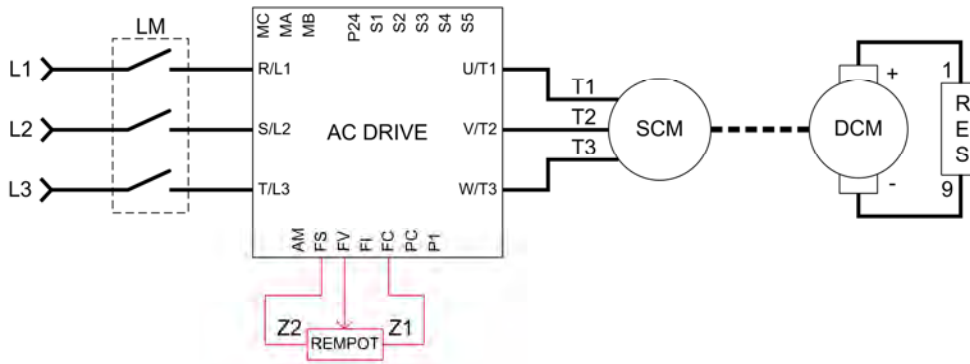 LM
MC MA MB P24 S1 S2 S3 S4 S5
L1 R/L1 U/T1 T1
L2 S/L2 AC DRIVE V/T2 T2 SCM DCM
L3 T/L3 W/T3 T3
+ 1
RES
- 9
AM FS FV FI FC PC P1
Z2 REMPOT Z1